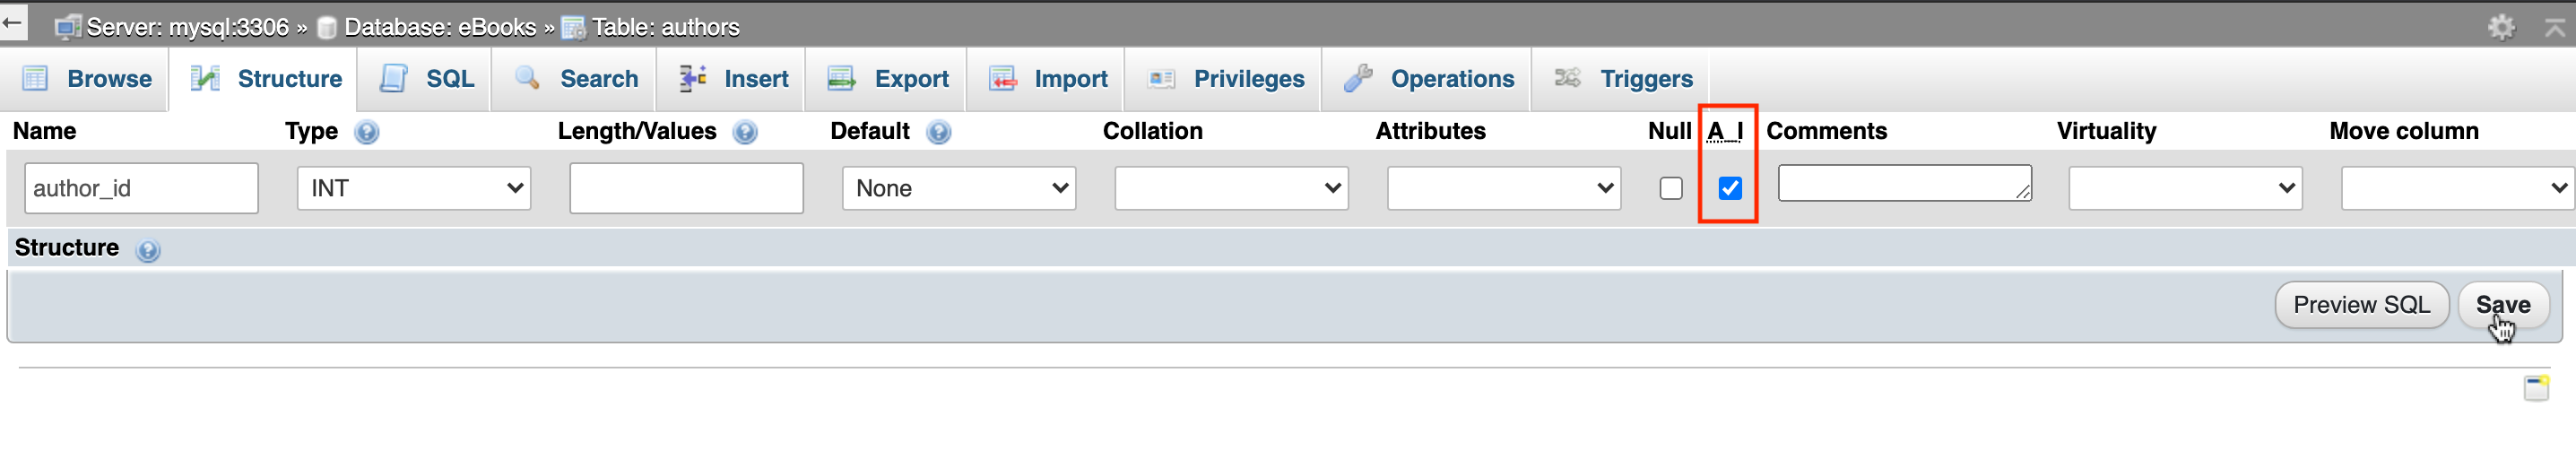 Server: mysql:3306 » Database: eBooks » Table: authors
Browse Structure SQL Search Insert Export Import Privileges Operations Triggers
Name Type Length/Values Default Collation Attributes Null A_I Comments Virtuality Move column
author_id INT None
Structure
Preview SQL Save